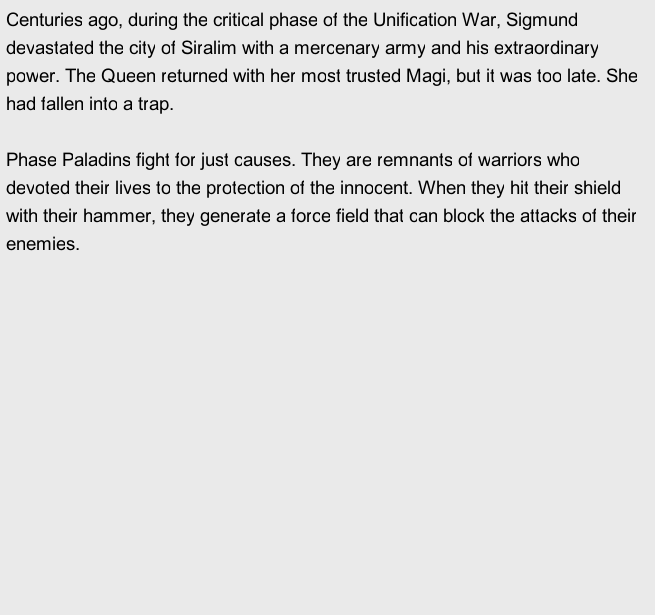 Centuries ago, during the critical phase of the Unification War, Sigmund
devastated the city of Siralim with a mercenary army and his extraordinary
power. The Queen returned with her most trusted Magi, but it was too late. She
had fallen into a trap.
Phase Paladins fight for just causes. They are remnants of warriors who
devoted their lives to the protection of the innocent. When they hit their shield
with their hammer, they generate a force field that can block the attacks of their
enemies.